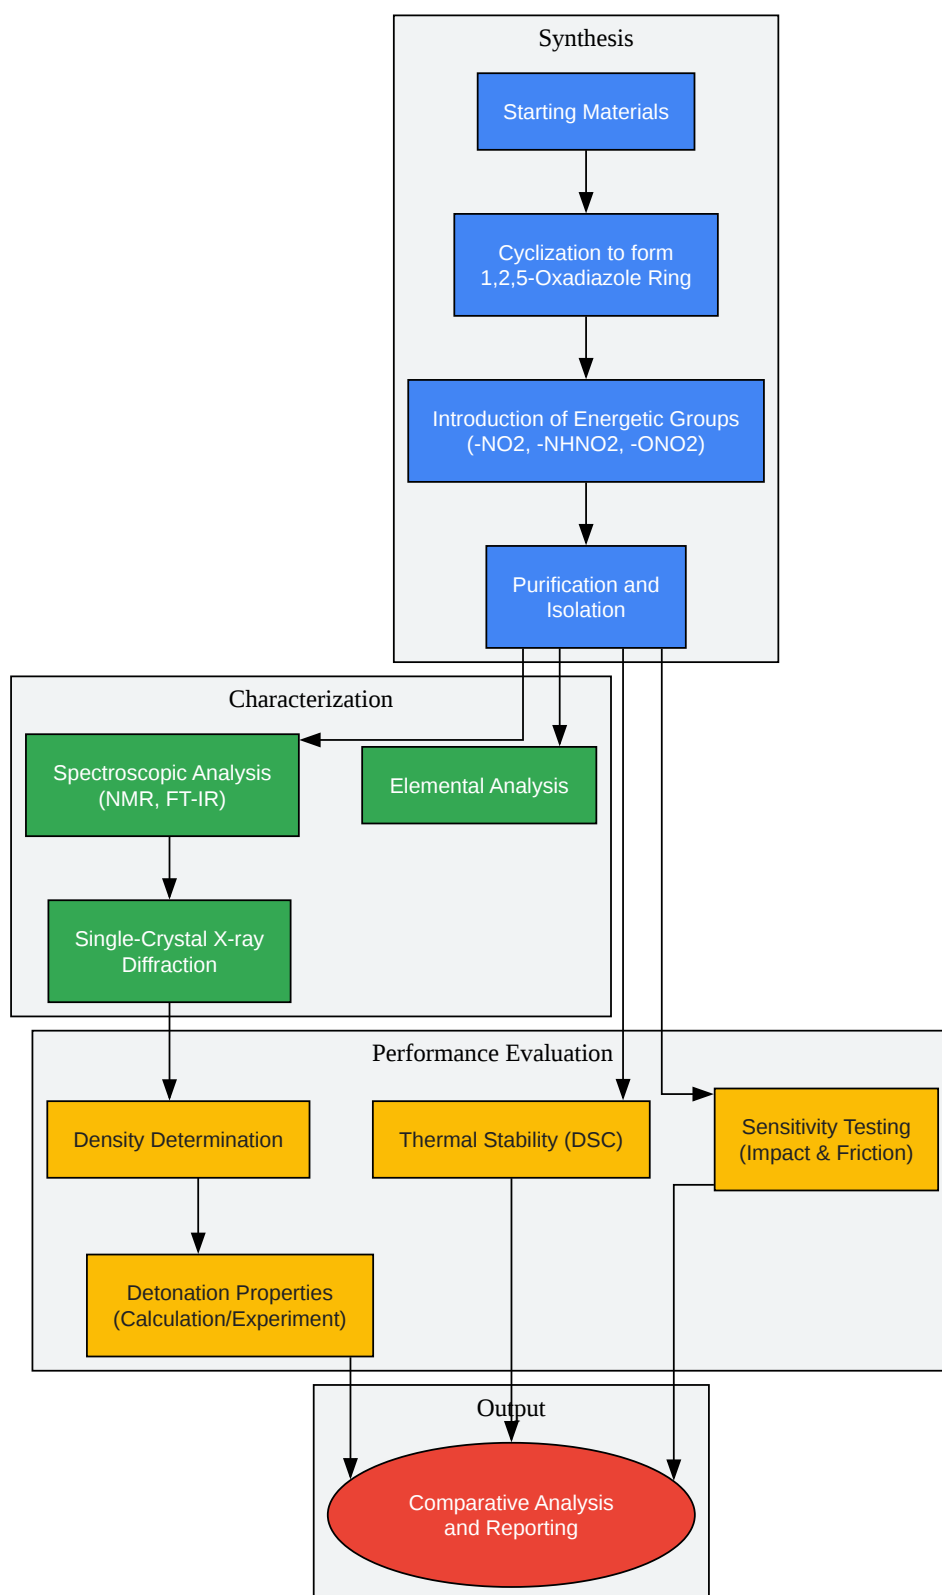 Synthesis
Starting Materials
Cyclization to form
1,2,5-Oxadiazole Ring
Introduction of Energetic Groups
(-NO2, -NHNO2, -ONO2)
Purification and
Isolation
Characterization
Spectroscopic Analysis
(NMR, FT-IR)
Elemental Analysis
Single-Crystal X-ray
Diffraction
Performance Evaluation
Density Determination
Thermal Stability (DSC)
Sensitivity Testing
(Impact & Friction)
Detonation Properties
(Calculation/Experiment)
Output
Comparative Analysis
and Reporting